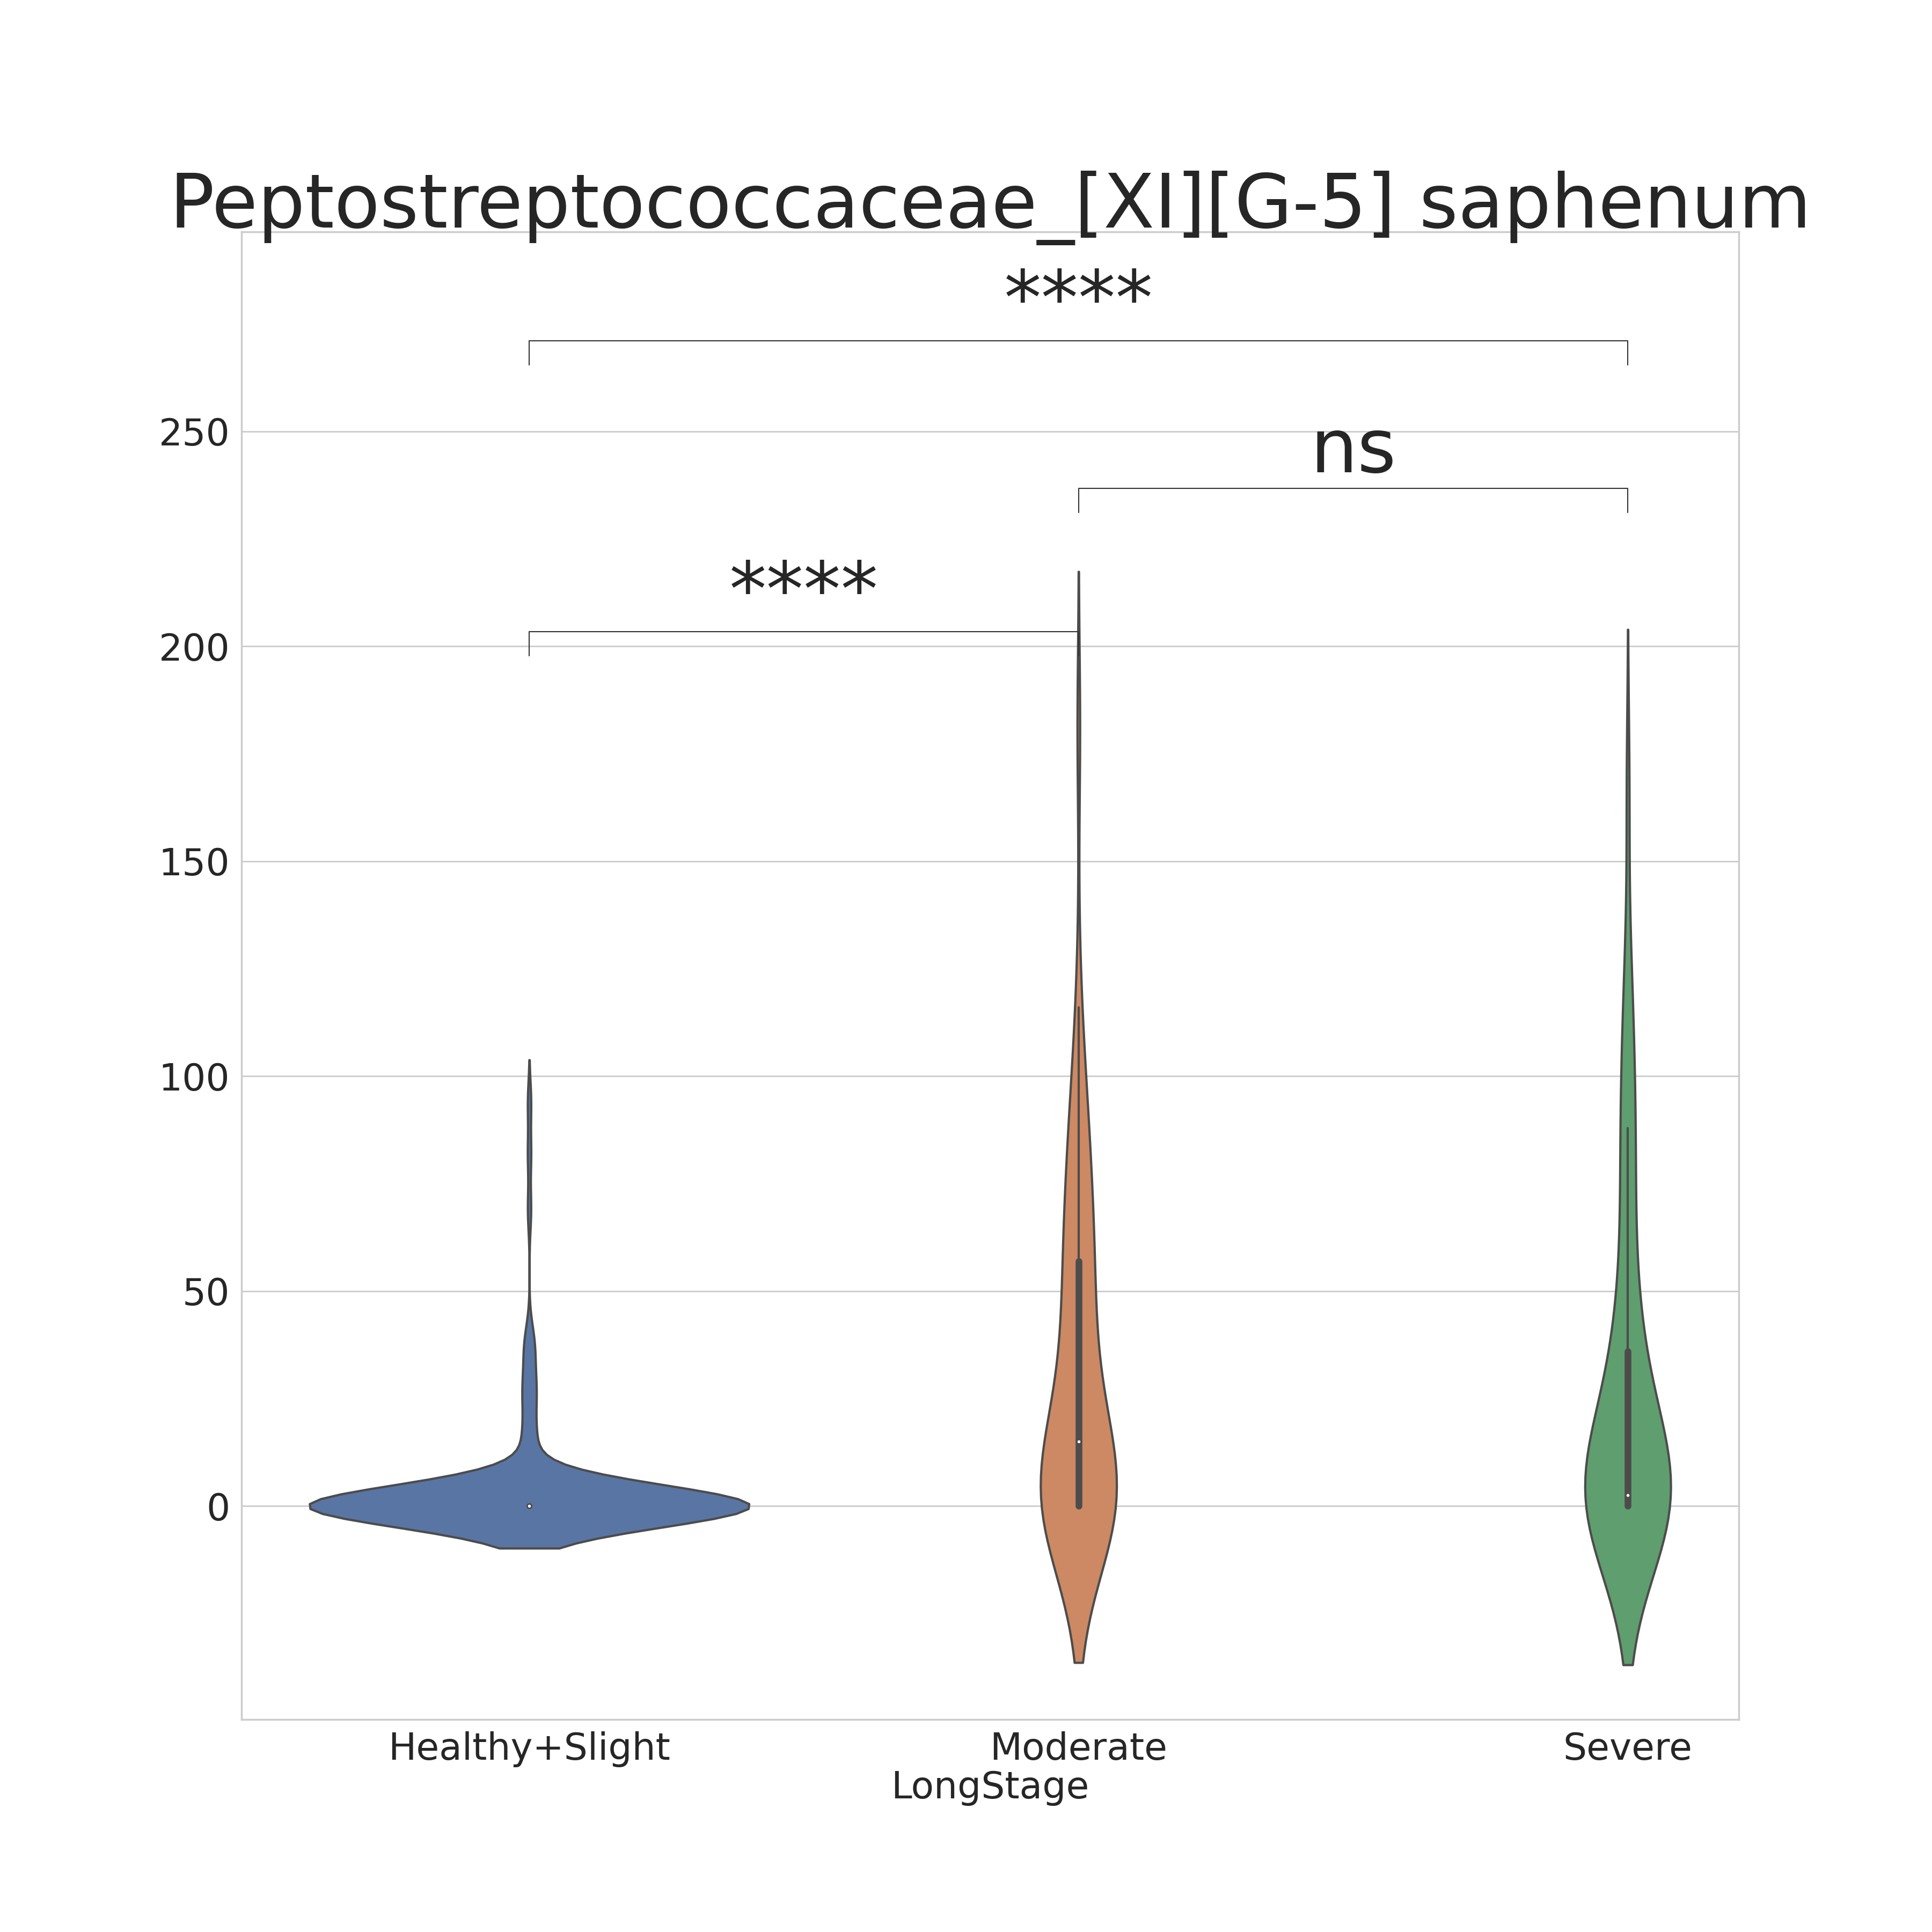 Peptostreptococcaceae_[XI][G-5] saphenum
****
250
ns
****
200
150
100
50
0
Healthy+Slight Moderate Severe
LongStage